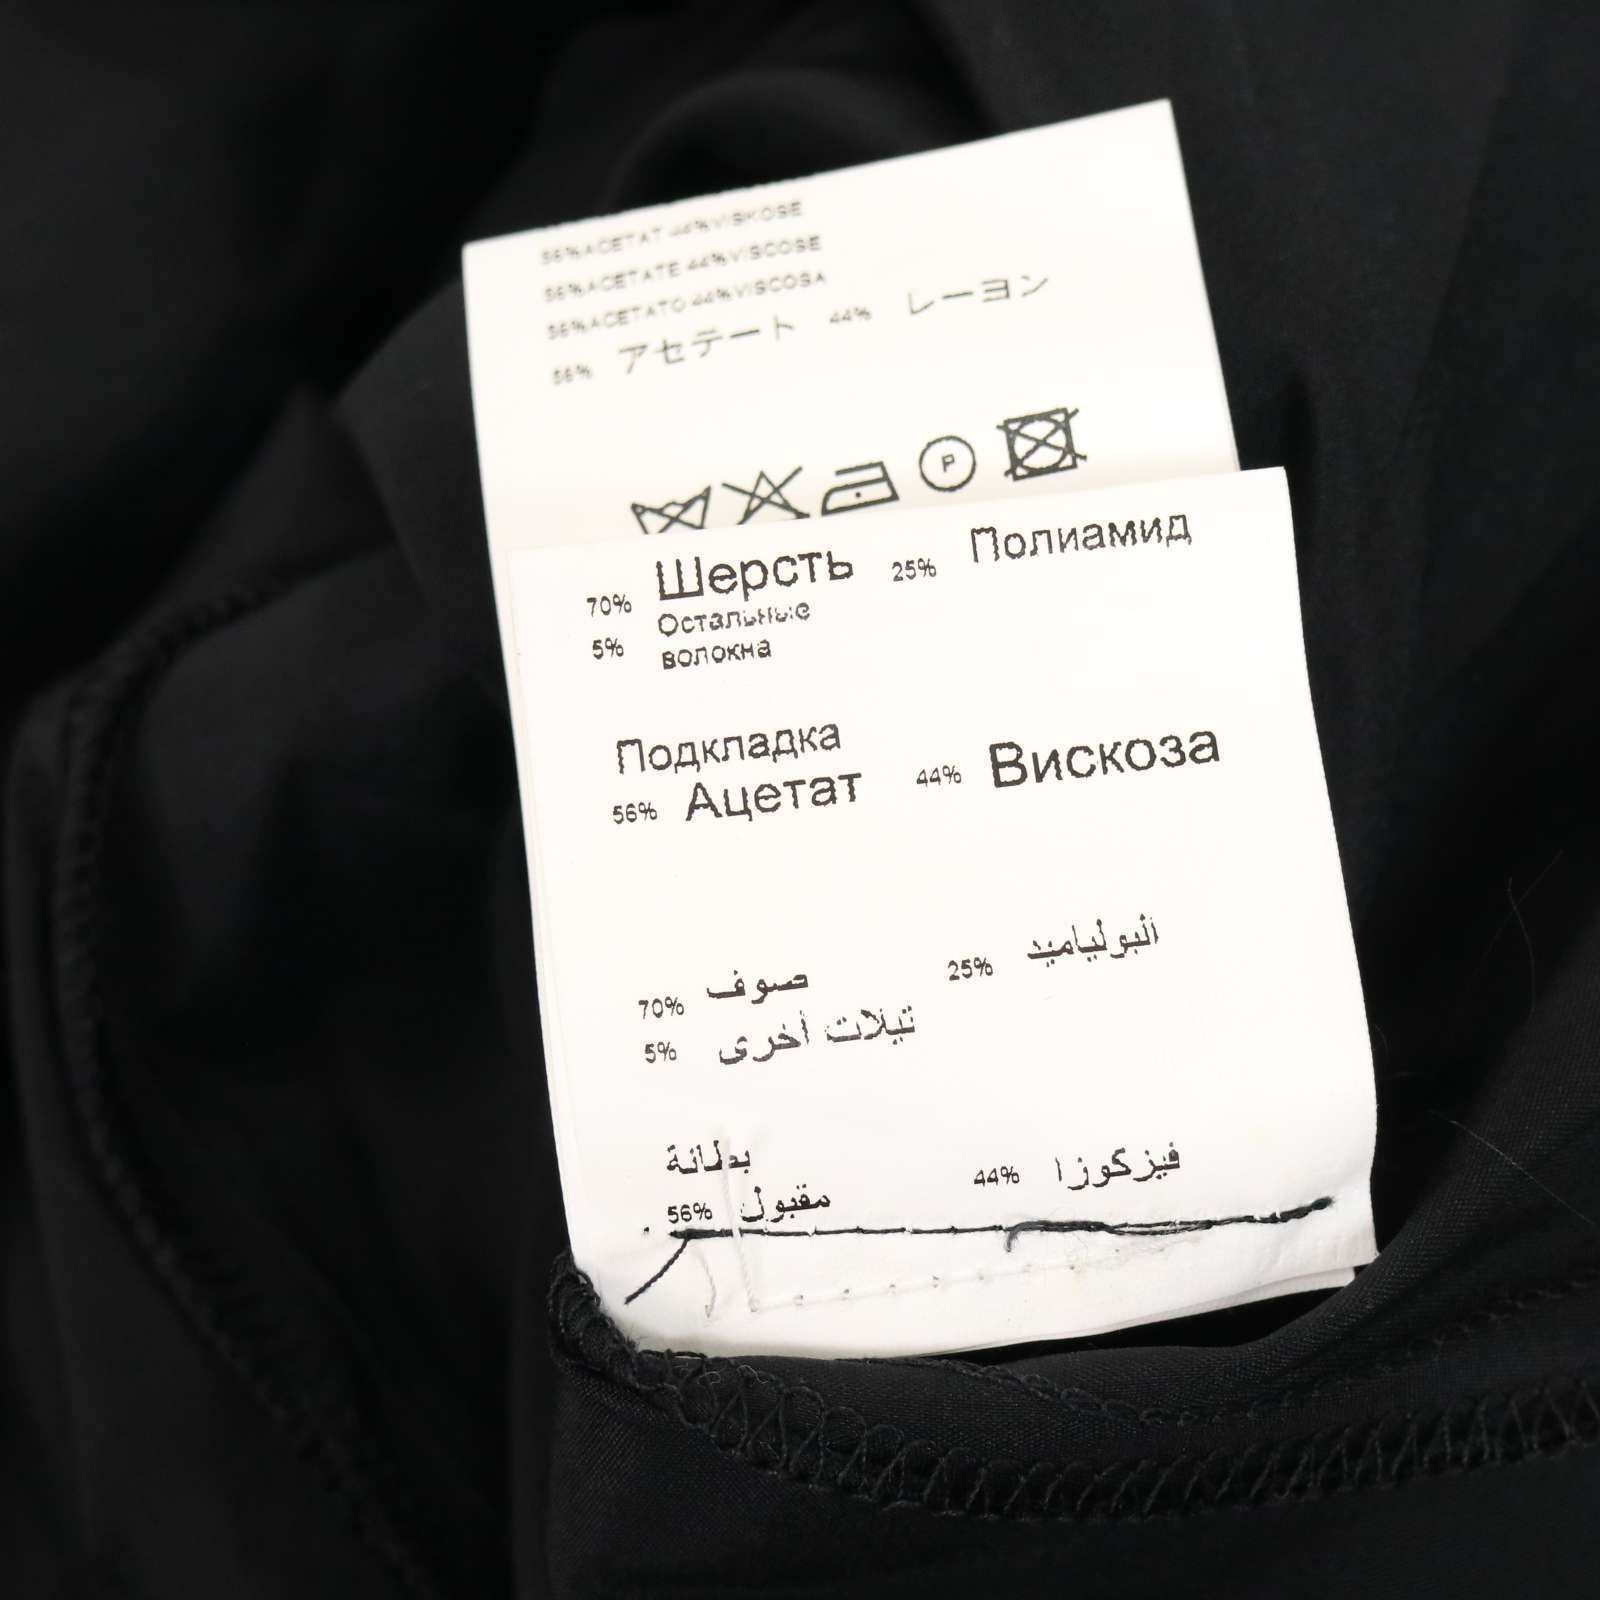 56%ACETAT 44%VISKOSE
56%ACETATE 44%VISCOSE
56%ACETATO 44%VISCOSA
56% アセテート 44% レーヨン
P
70% Шерсть 25% Полиамид
5% Остальные
волокна
Подкладка
56% Ацетат 44% Вискоза
70% صوف 25% البولياميد
5% تيلات أخرى
بطانة
56% مقبول 44% فيزكوزا